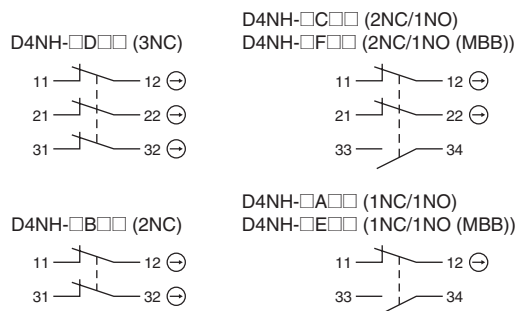 D4NH-□D□□ (3NC)
11 12
21 22
31 32
D4NH-□C□□ (2NC/1NO)
D4NH-□F□□ (2NC/1NO (MBB))
11 12
21 22
33 34
D4NH-□B□□ (2NC)
11 12
31 32
D4NH-□A□□ (1NC/1NO)
D4NH-□E□□ (1NC/1NO (MBB))
11 12
33 34